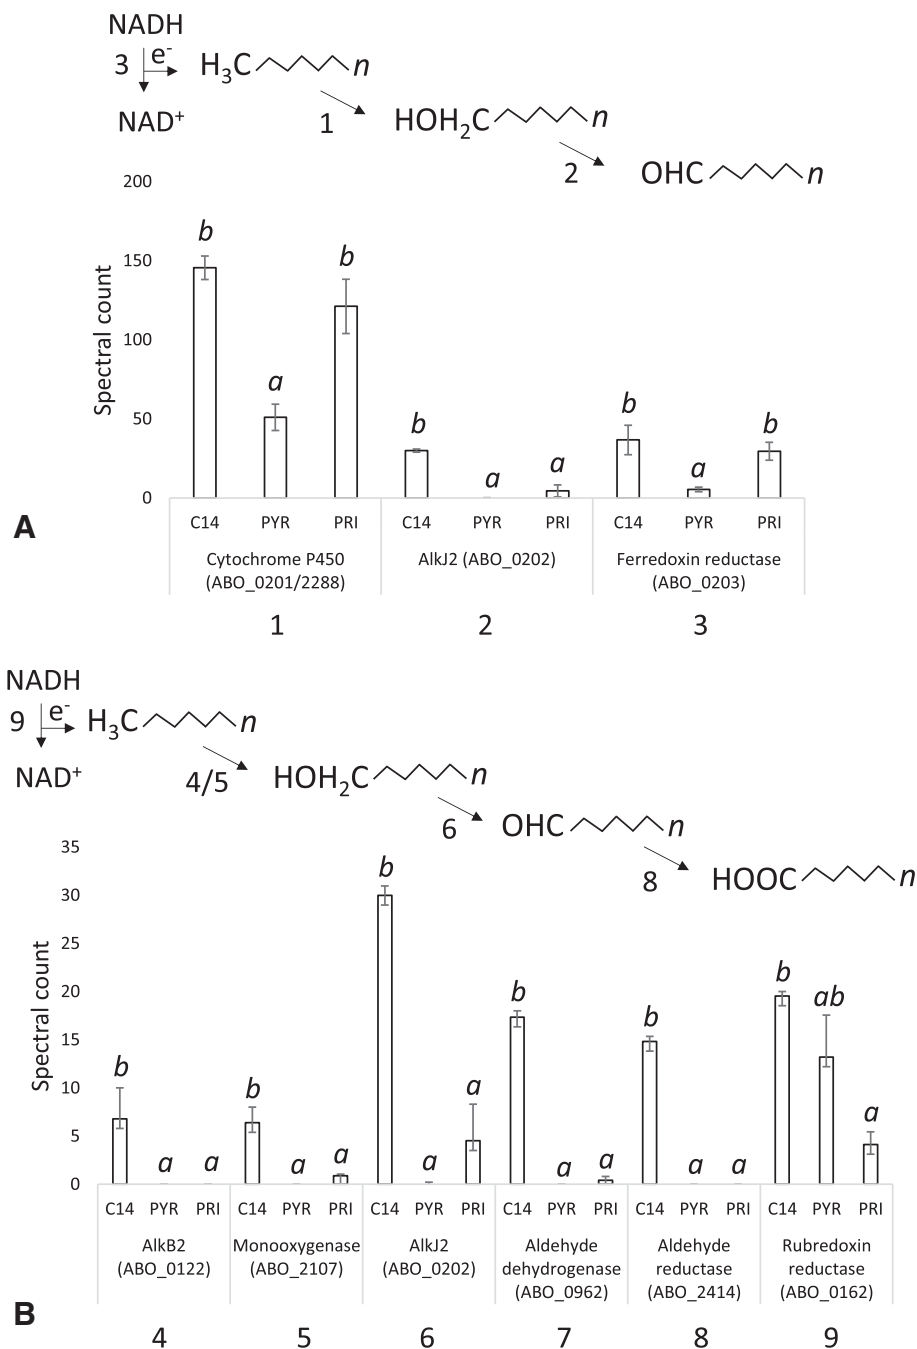 NADH
3 e-
H3C n
NAD+
1
HOH2C n
2
OHC n
200
150
100
50
0
Spectral count
b
a
b
b
a
a
b
a
b
A
C14 PYR PRI C14 PYR PRI C14 PYR PRI
Cytochrome P450 AlkJ2 (ABO_0202) Ferredoxin reductase
(ABO_0201/2288) (ABO_0203)
1 2 3
NADH
9 e-
H3C n
NAD+
4/5
HOH2C n
6
OHC n
8
HOOC n
35
30
25
20
15
10
5
0
Spectral count
b
a
a
b
a
a
b
a
a
b
a
a
b
a
a
b
ab
a
C14 PYR PRI C14 PYR PRI C14 PYR PRI C14 PYR PRI C14 PYR PRI C14 PYR PRI
AlkB2 Monooxygenase AlkJ2 Aldehyde Aldehyde Rubredoxin
(ABO_0122) (ABO_2107) (ABO_0202) dehydrogenase reductase reductase
(ABO_0962) (ABO_2414) (ABO_0162)
B
4 5 6 7 8 9